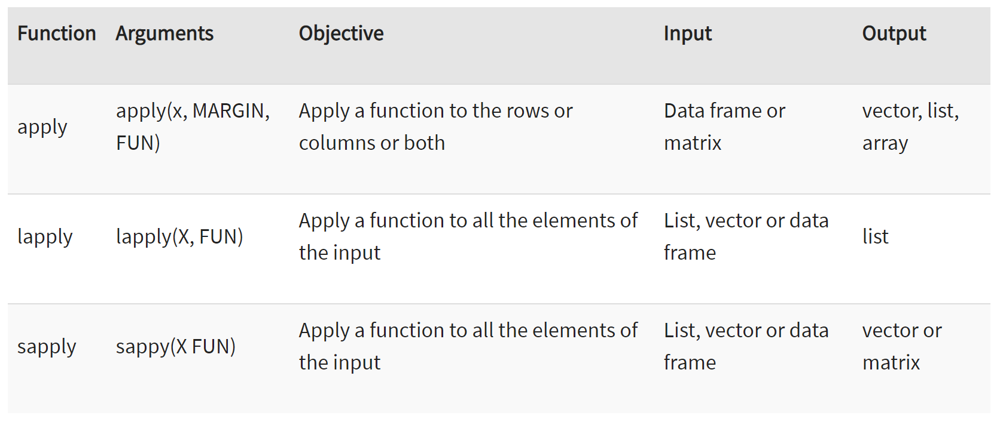 Function Arguments Objective Input Output
apply apply(x, MARGIN, FUN) Apply a function to the rows or columns or both Data frame or matrix vector, list, array
lapply lapply(X, FUN) Apply a function to all the elements of the input List, vector or data frame list
sapply sappy(X FUN) Apply a function to all the elements of the input List, vector or data frame vector or matrix